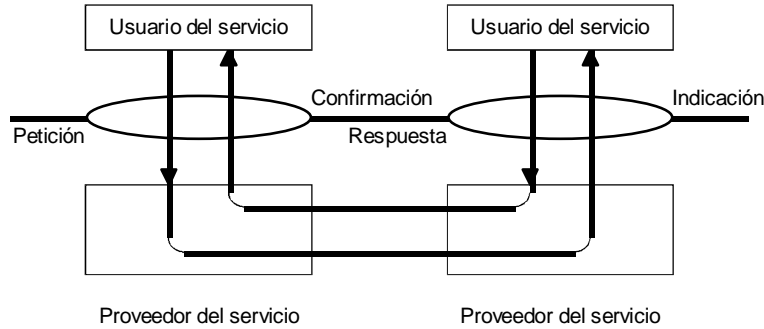 Usuario del servicio
Usuario del servicio
Confirmación
Indicación
Petición
Respuesta
Proveedor del servicio
Proveedor del servicio